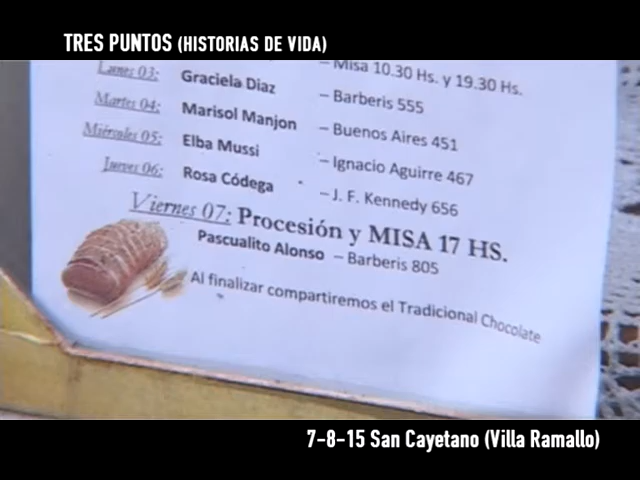 TRES PUNTOS (HISTORIAS DE VIDA)
– Misa 10.30 Hs. y 19.30 Hs.
Lunes 03: Graciela Diaz – Barberis 555
Martes 04: Marisol Manjon – Buenos Aires 451
Miércoles 05: Elba Mussi – Ignacio Aguirre 467
Jueves 06: Rosa Códega – J. F. Kennedy 656
Viernes 07: Procesión y MISA 17 HS.
Pascualito Alonso – Barberis 805
Al finalizar compartiremos el Tradicional Chocolate
7-8-15 San Cayetano (Villa Ramallo)